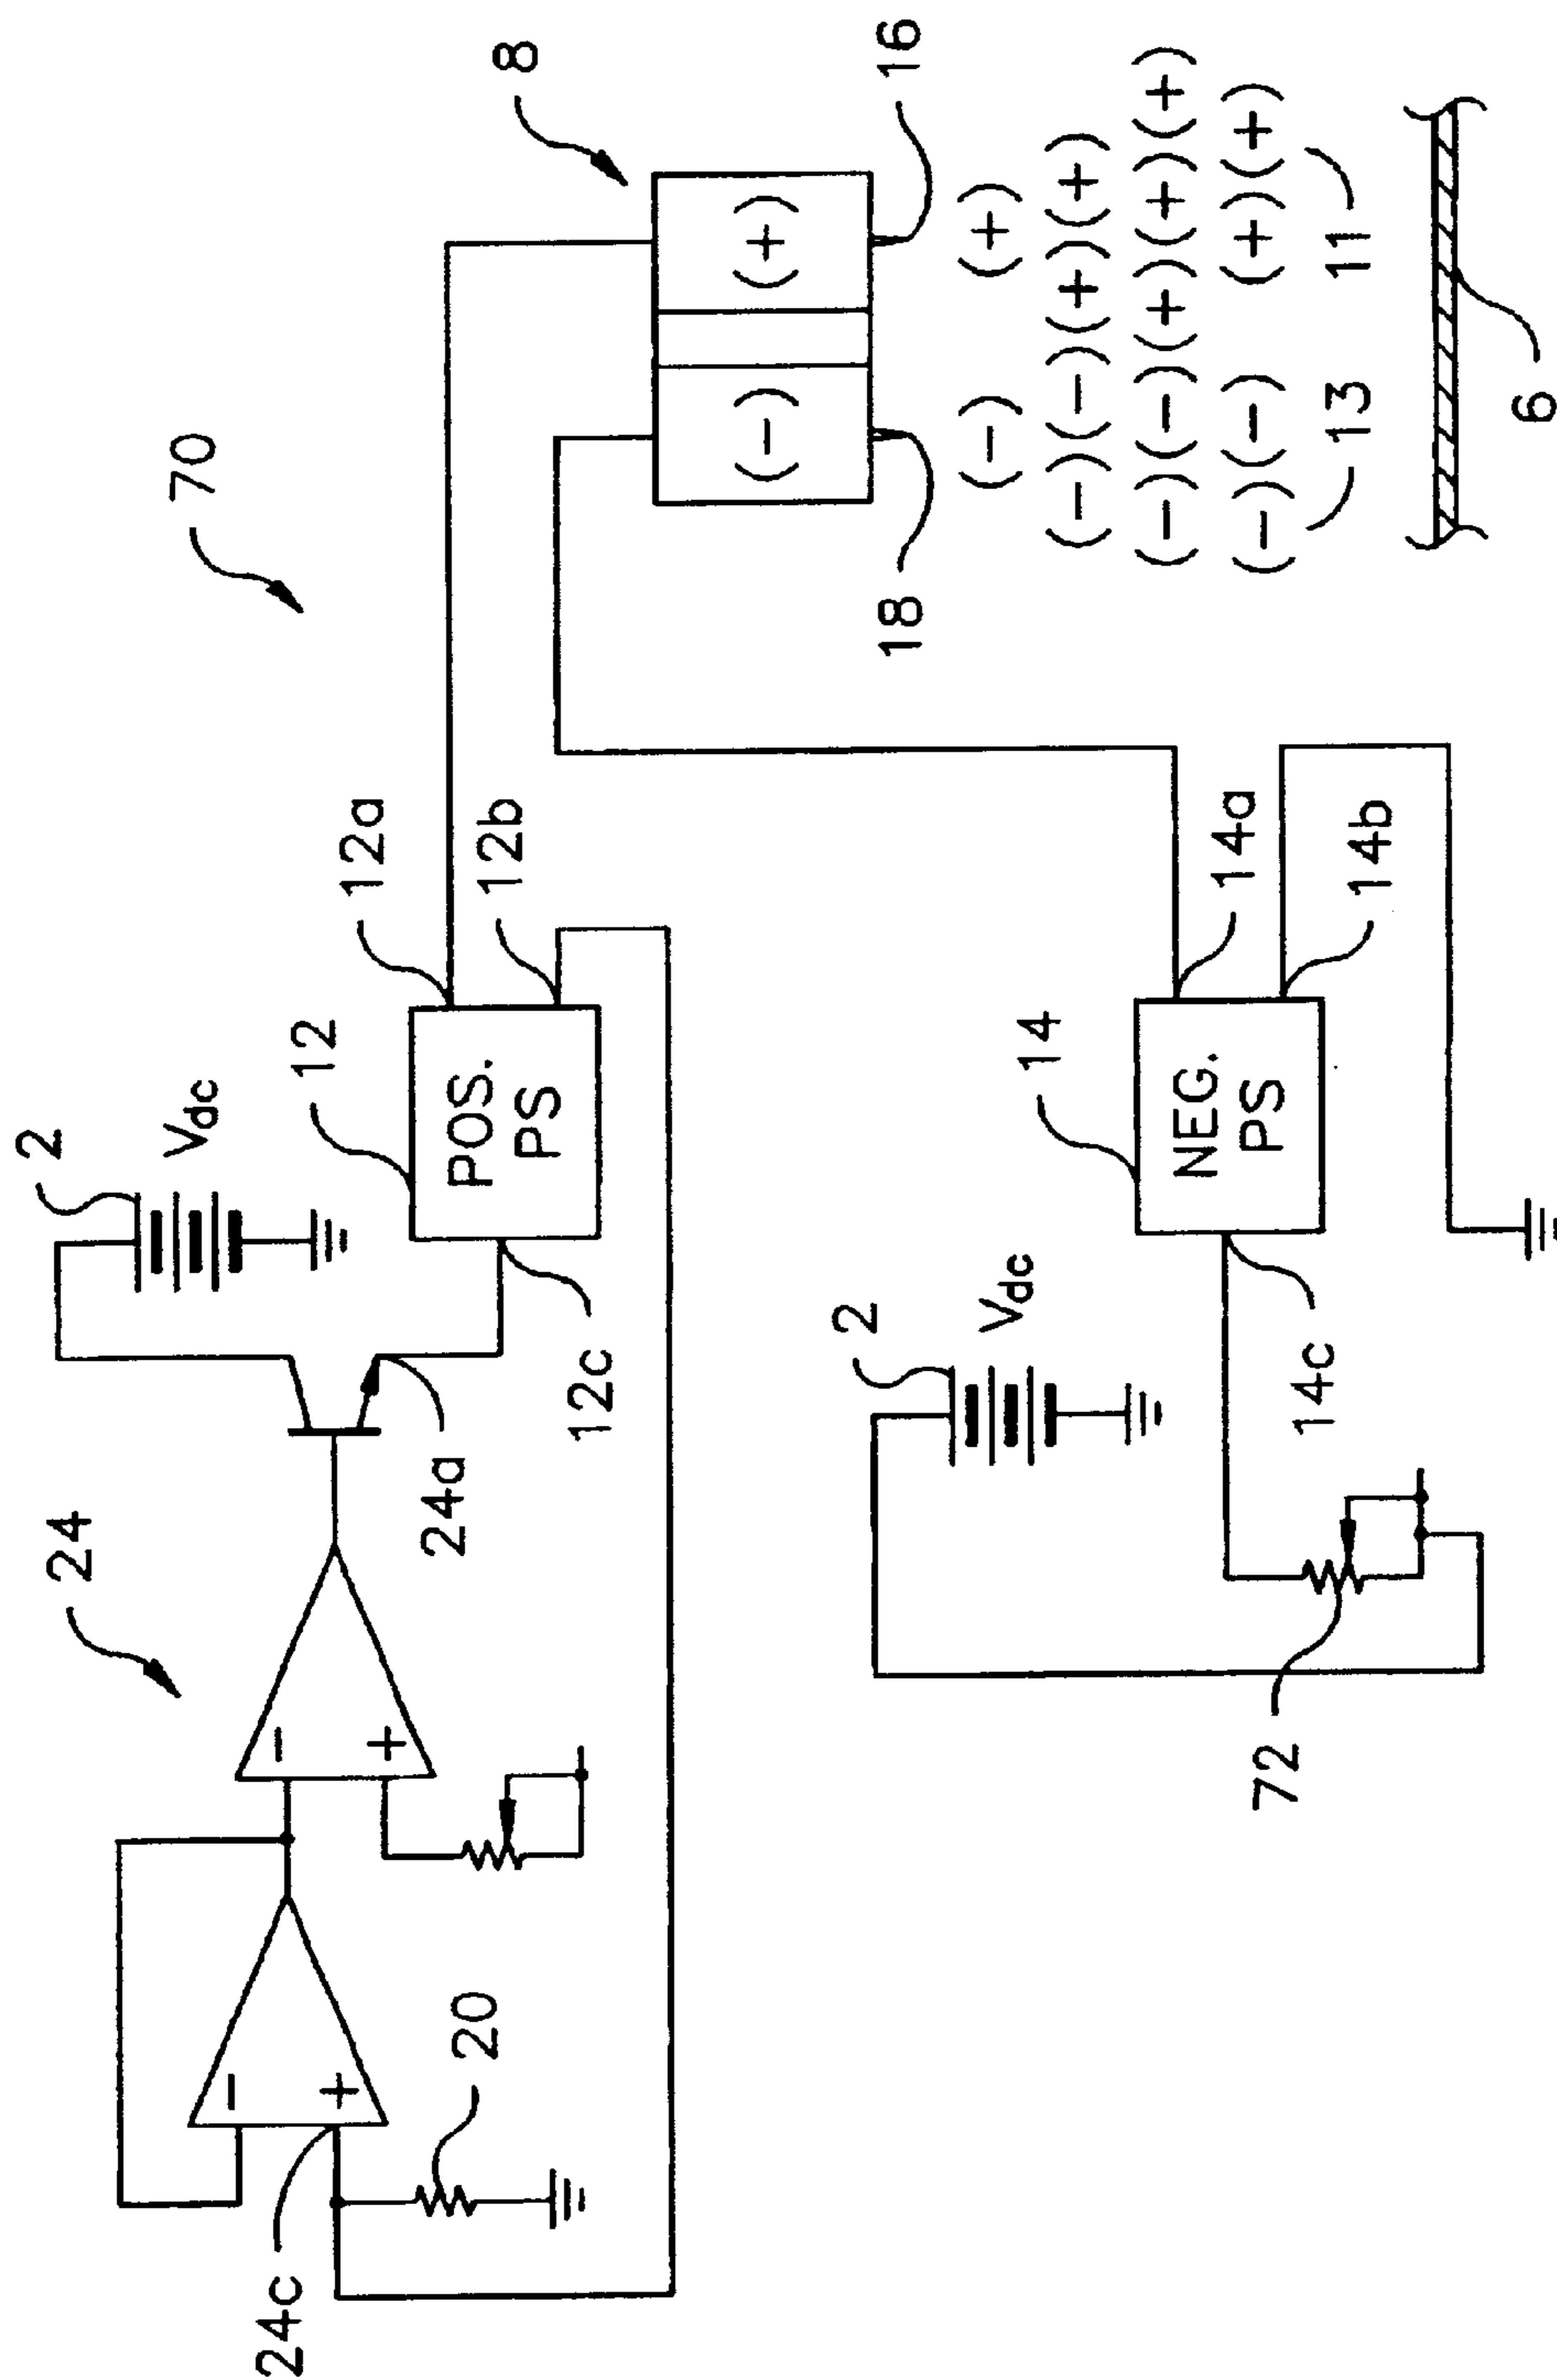 24
24c
20
24a
2
Vdc
12
POS.
PS
12a
12b
12c
70
8
(-)
(+)
18
16
(-) (+)
(-)(-)(+)(+)
(-)(-)(+)(+)(+)
(-)(-) (+)(+)
13
11
6
2
Vdc
72
14
NEG.
PS
14a
14b
14c
- +
- +